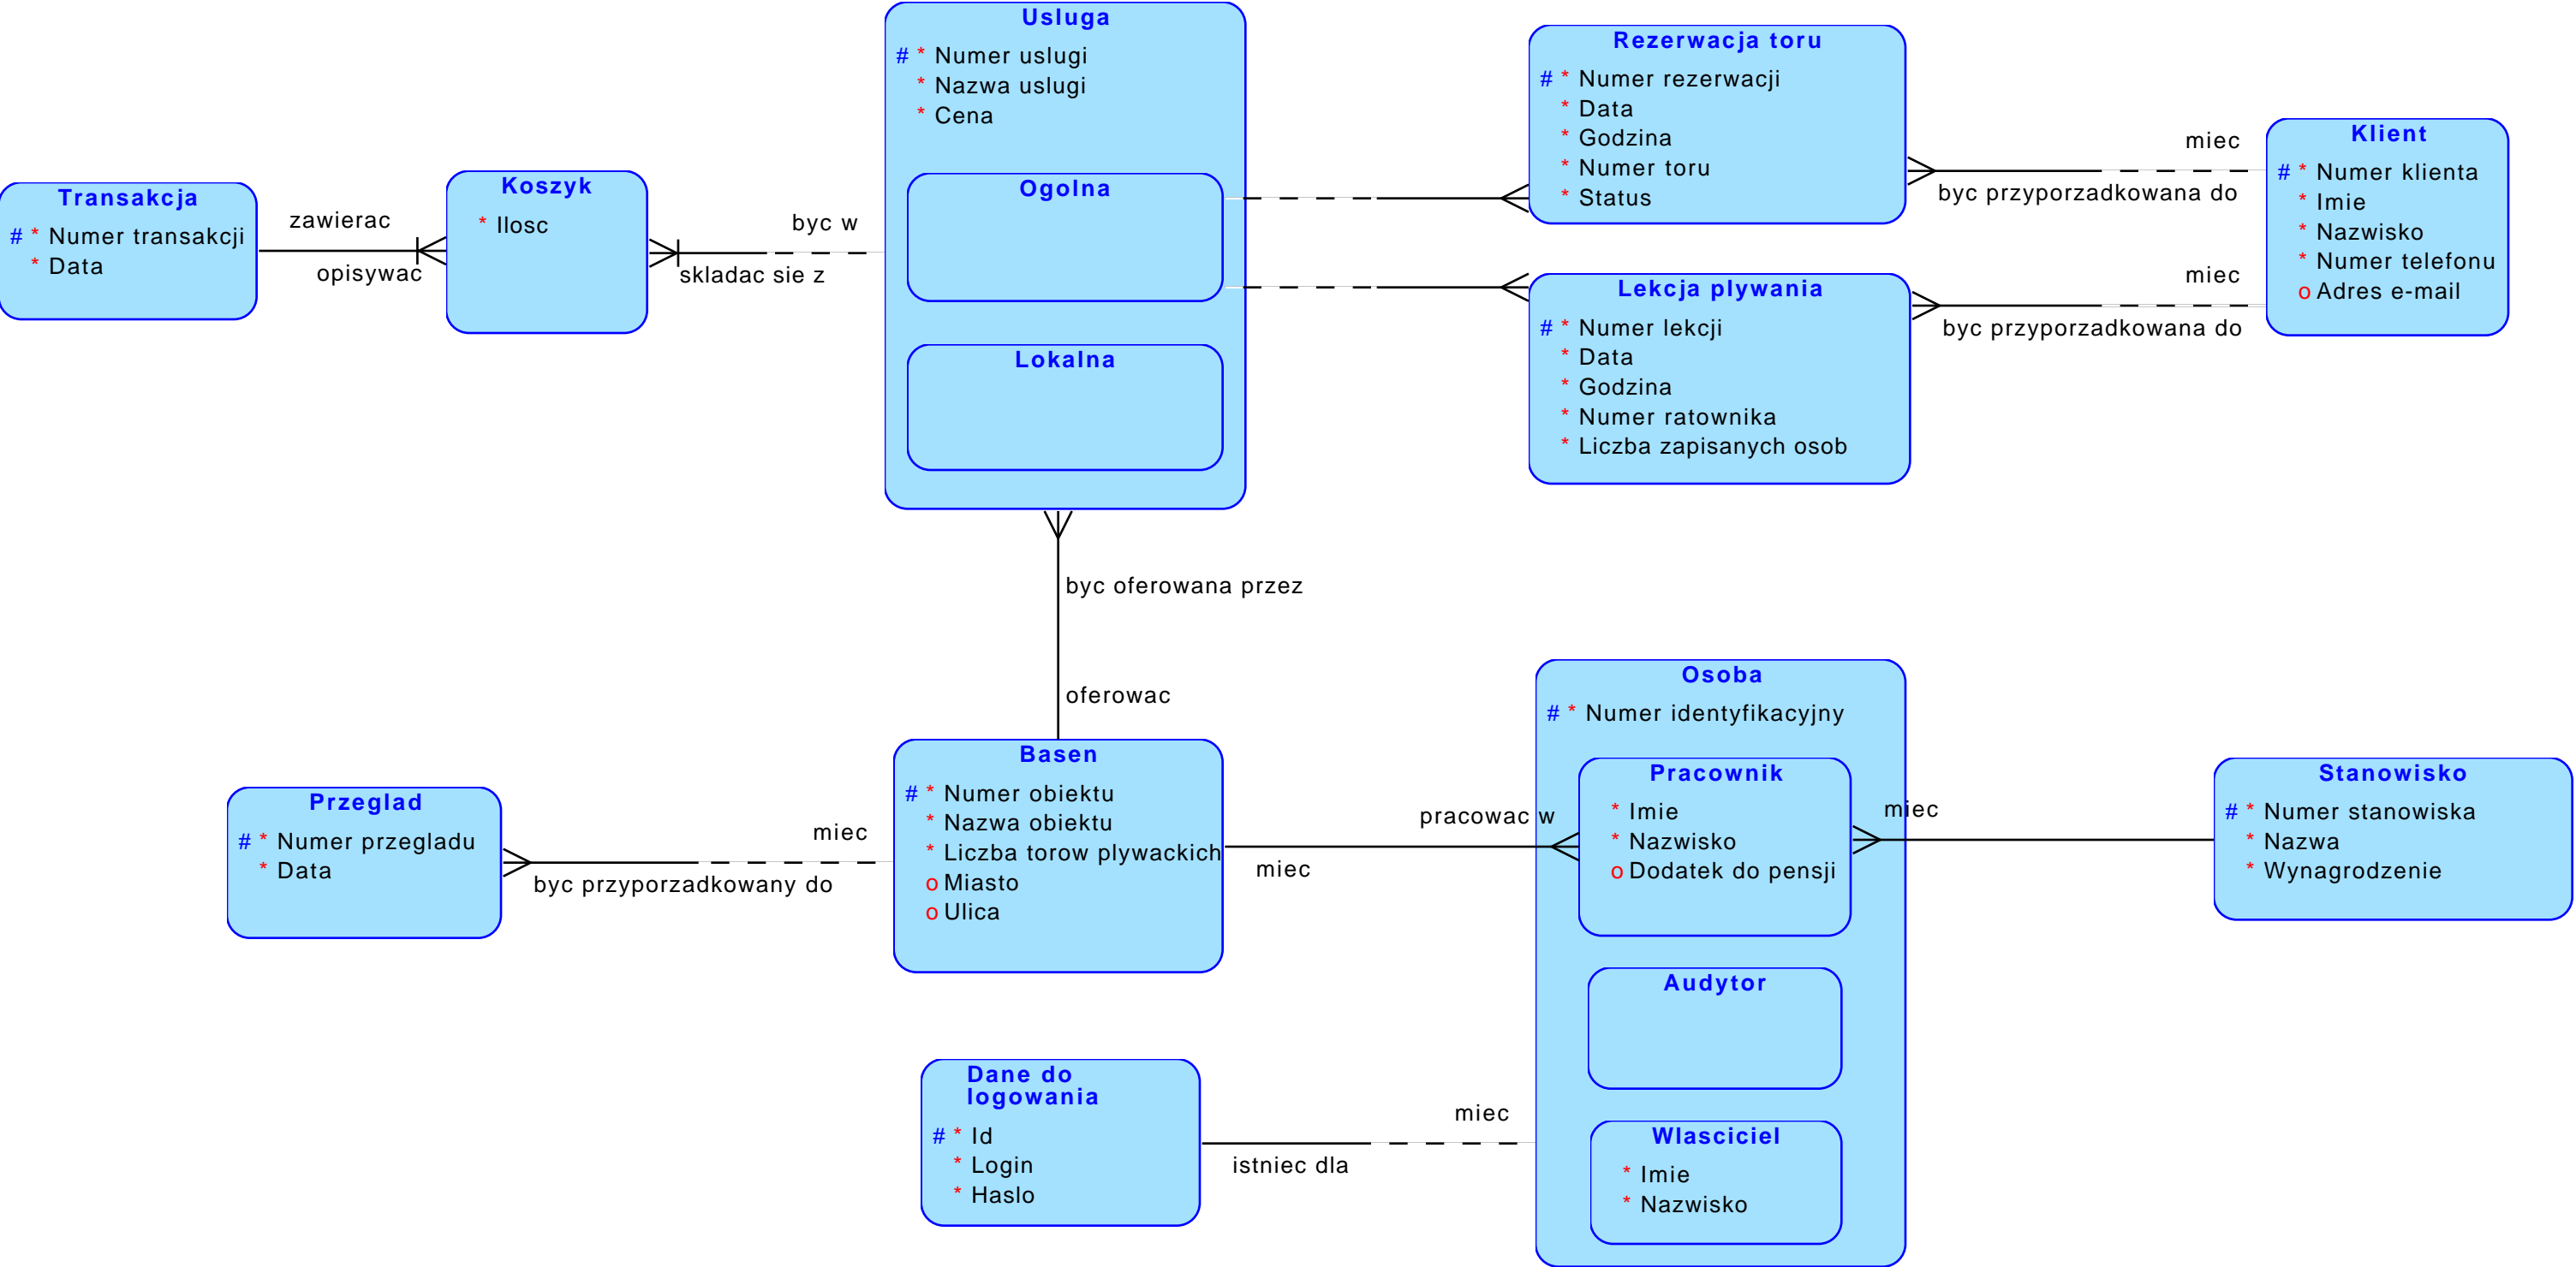 Usluga
# * Numer uslugi
* Nazwa uslugi
* Cena
Ogolna
Lokalna
Rezerwacja toru
# * Numer rezerwacji
* Data
* Godzina
* Numer toru
* Status
Klient
# * Numer klienta
* Imie
* Nazwisko
* Numer telefonu
o Adres e-mail
miec
byc przyporzadkowana do
miec
byc przyporzadkowana do
Transakcja
# * Numer transakcji
* Data
zawierac
opisywac
Koszyk
* Ilosc
byc w
skladac sie z
Lekcja plywania
# * Numer lekcji
* Data
* Godzina
* Numer ratownika
* Liczba zapisanych osob
byc oferowana przez
oferowac
Basen
# * Numer obiektu
* Nazwa obiektu
* Liczba torow plywackich
o Miasto
o Ulica
Przeglad
# * Numer przegladu
* Data
miec
byc przyporzadkowany do
pracowac w
miec
Osoba
# * Numer identyfikacyjny
Pracownik
* Imie
* Nazwisko
o Dodatek do pensji
miec
Stanowisko
# * Numer stanowiska
* Nazwa
* Wynagrodzenie
Audytor
Wlasciciel
* Imie
* Nazwisko
Dane do
logowania
# * Id
* Login
* Haslo
miec
istniec dla